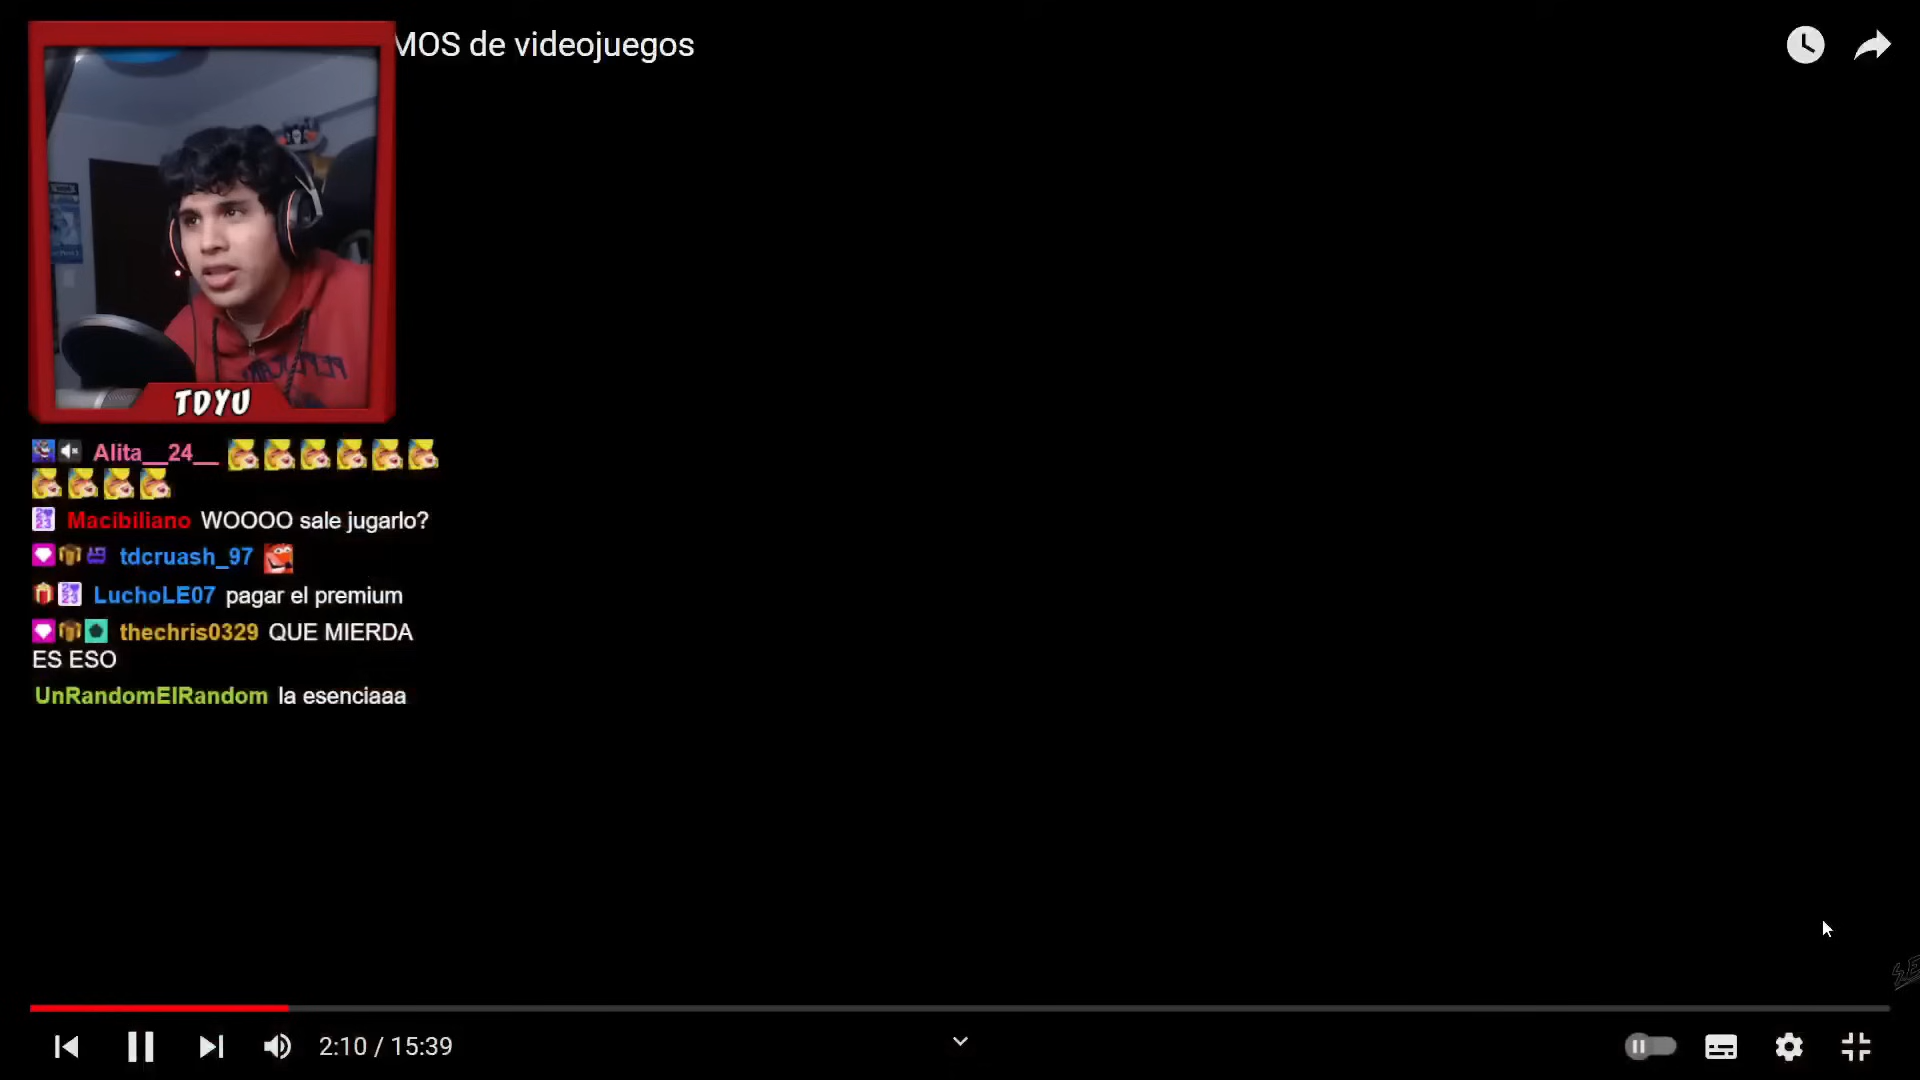 MOS de videojuegos
TDYU
Alita__24__
Macibiliano WOOOO sale jugarlo?
tdcruash_97
LuchoLE07 pagar el premium
thechris0329 QUE MIERDA
ES ESO
UnRandomElRandom la esenciaaa
2:10 / 15:39